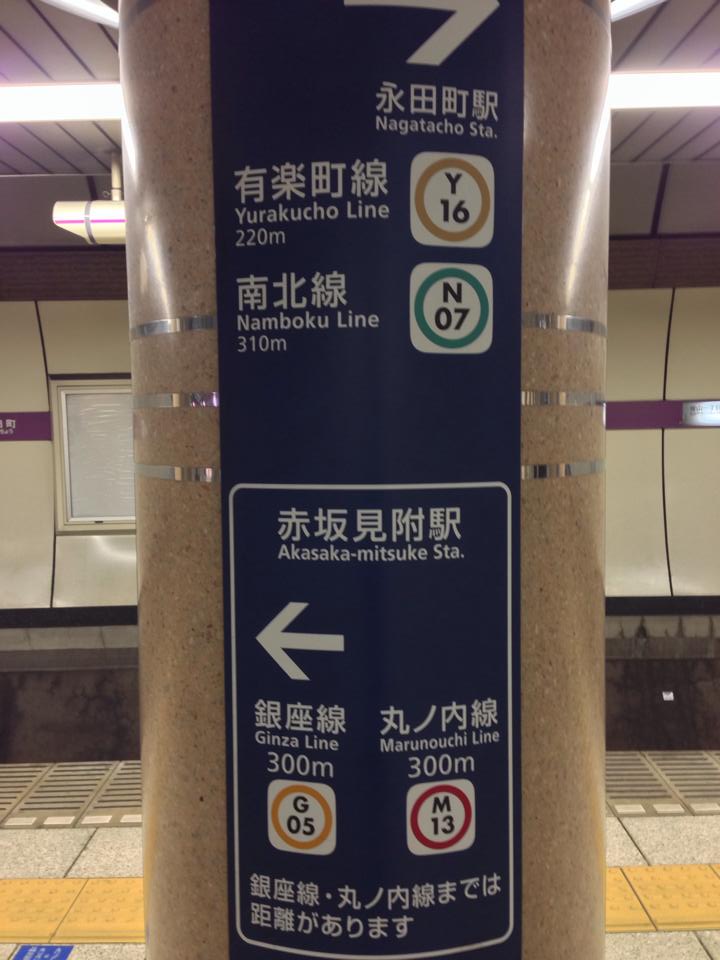 永田町駅
Nagatacho Sta.
有楽町線
Yurakucho Line
220m
Y
16
南北線
Namboku Line
310m
N
07
赤坂見附駅
Akasaka-mitsuke Sta.
銀座線
Ginza Line
300m
G
05
丸ノ内線
Marunouchi Line
300m
M
13
銀座線・丸ノ内線までは
距離があります